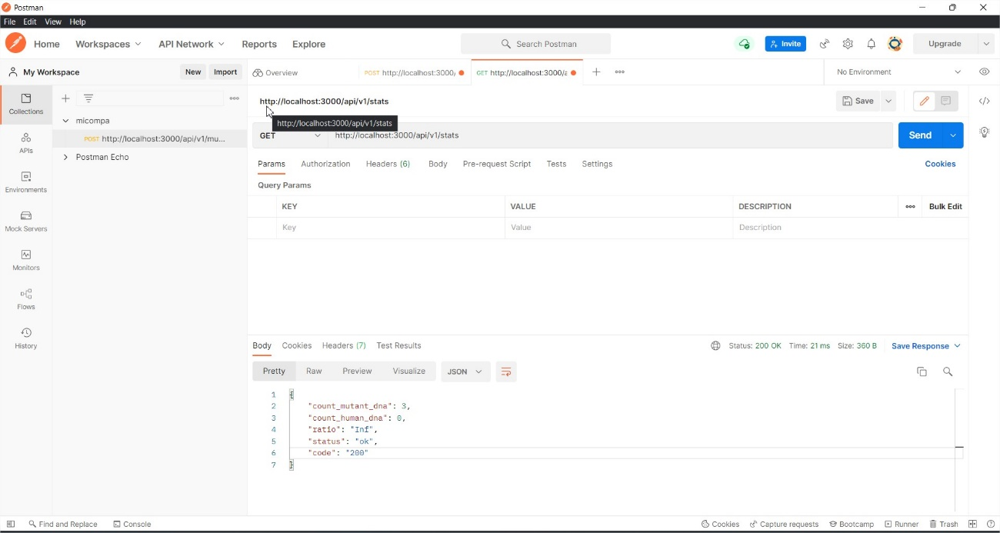 Postman
File Edit View Help
Home Workspaces API Network Reports Explore Search Postman Invite Upgrade
My Workspace New Import Overview POST http://localhost:3000/ GET http://localhost:3000/a No Environment
Collections
APIs
Environments
Mock Servers
Monitors
Flows
History
micompa
POST http://localhost:3000/api/v1/mu...
Postman Echo
http://localhost:3000/api/v1/stats Save
http://localhost:3000/api/v1/stats
GET http://localhost:3000/api/v1/stats Send
Params Authorization Headers (6) Body Pre-request Script Tests Settings Cookies
Query Params
KEY VALUE DESCRIPTION Bulk Edit
Key Value Description
Body Cookies Headers (7) Test Results Status: 200 OK Time: 21 ms Size: 360 B Save Response
Pretty Raw Preview Visualize JSON
1 {
2 "count_mutant_dna": 3,
3 "count_human_dna": 0,
4 "ratio": "Inf",
5 "status": "ok",
6 "code": "200"
7 }
Find and Replace Console Cookies Capture requests Bootcamp Runner Trash